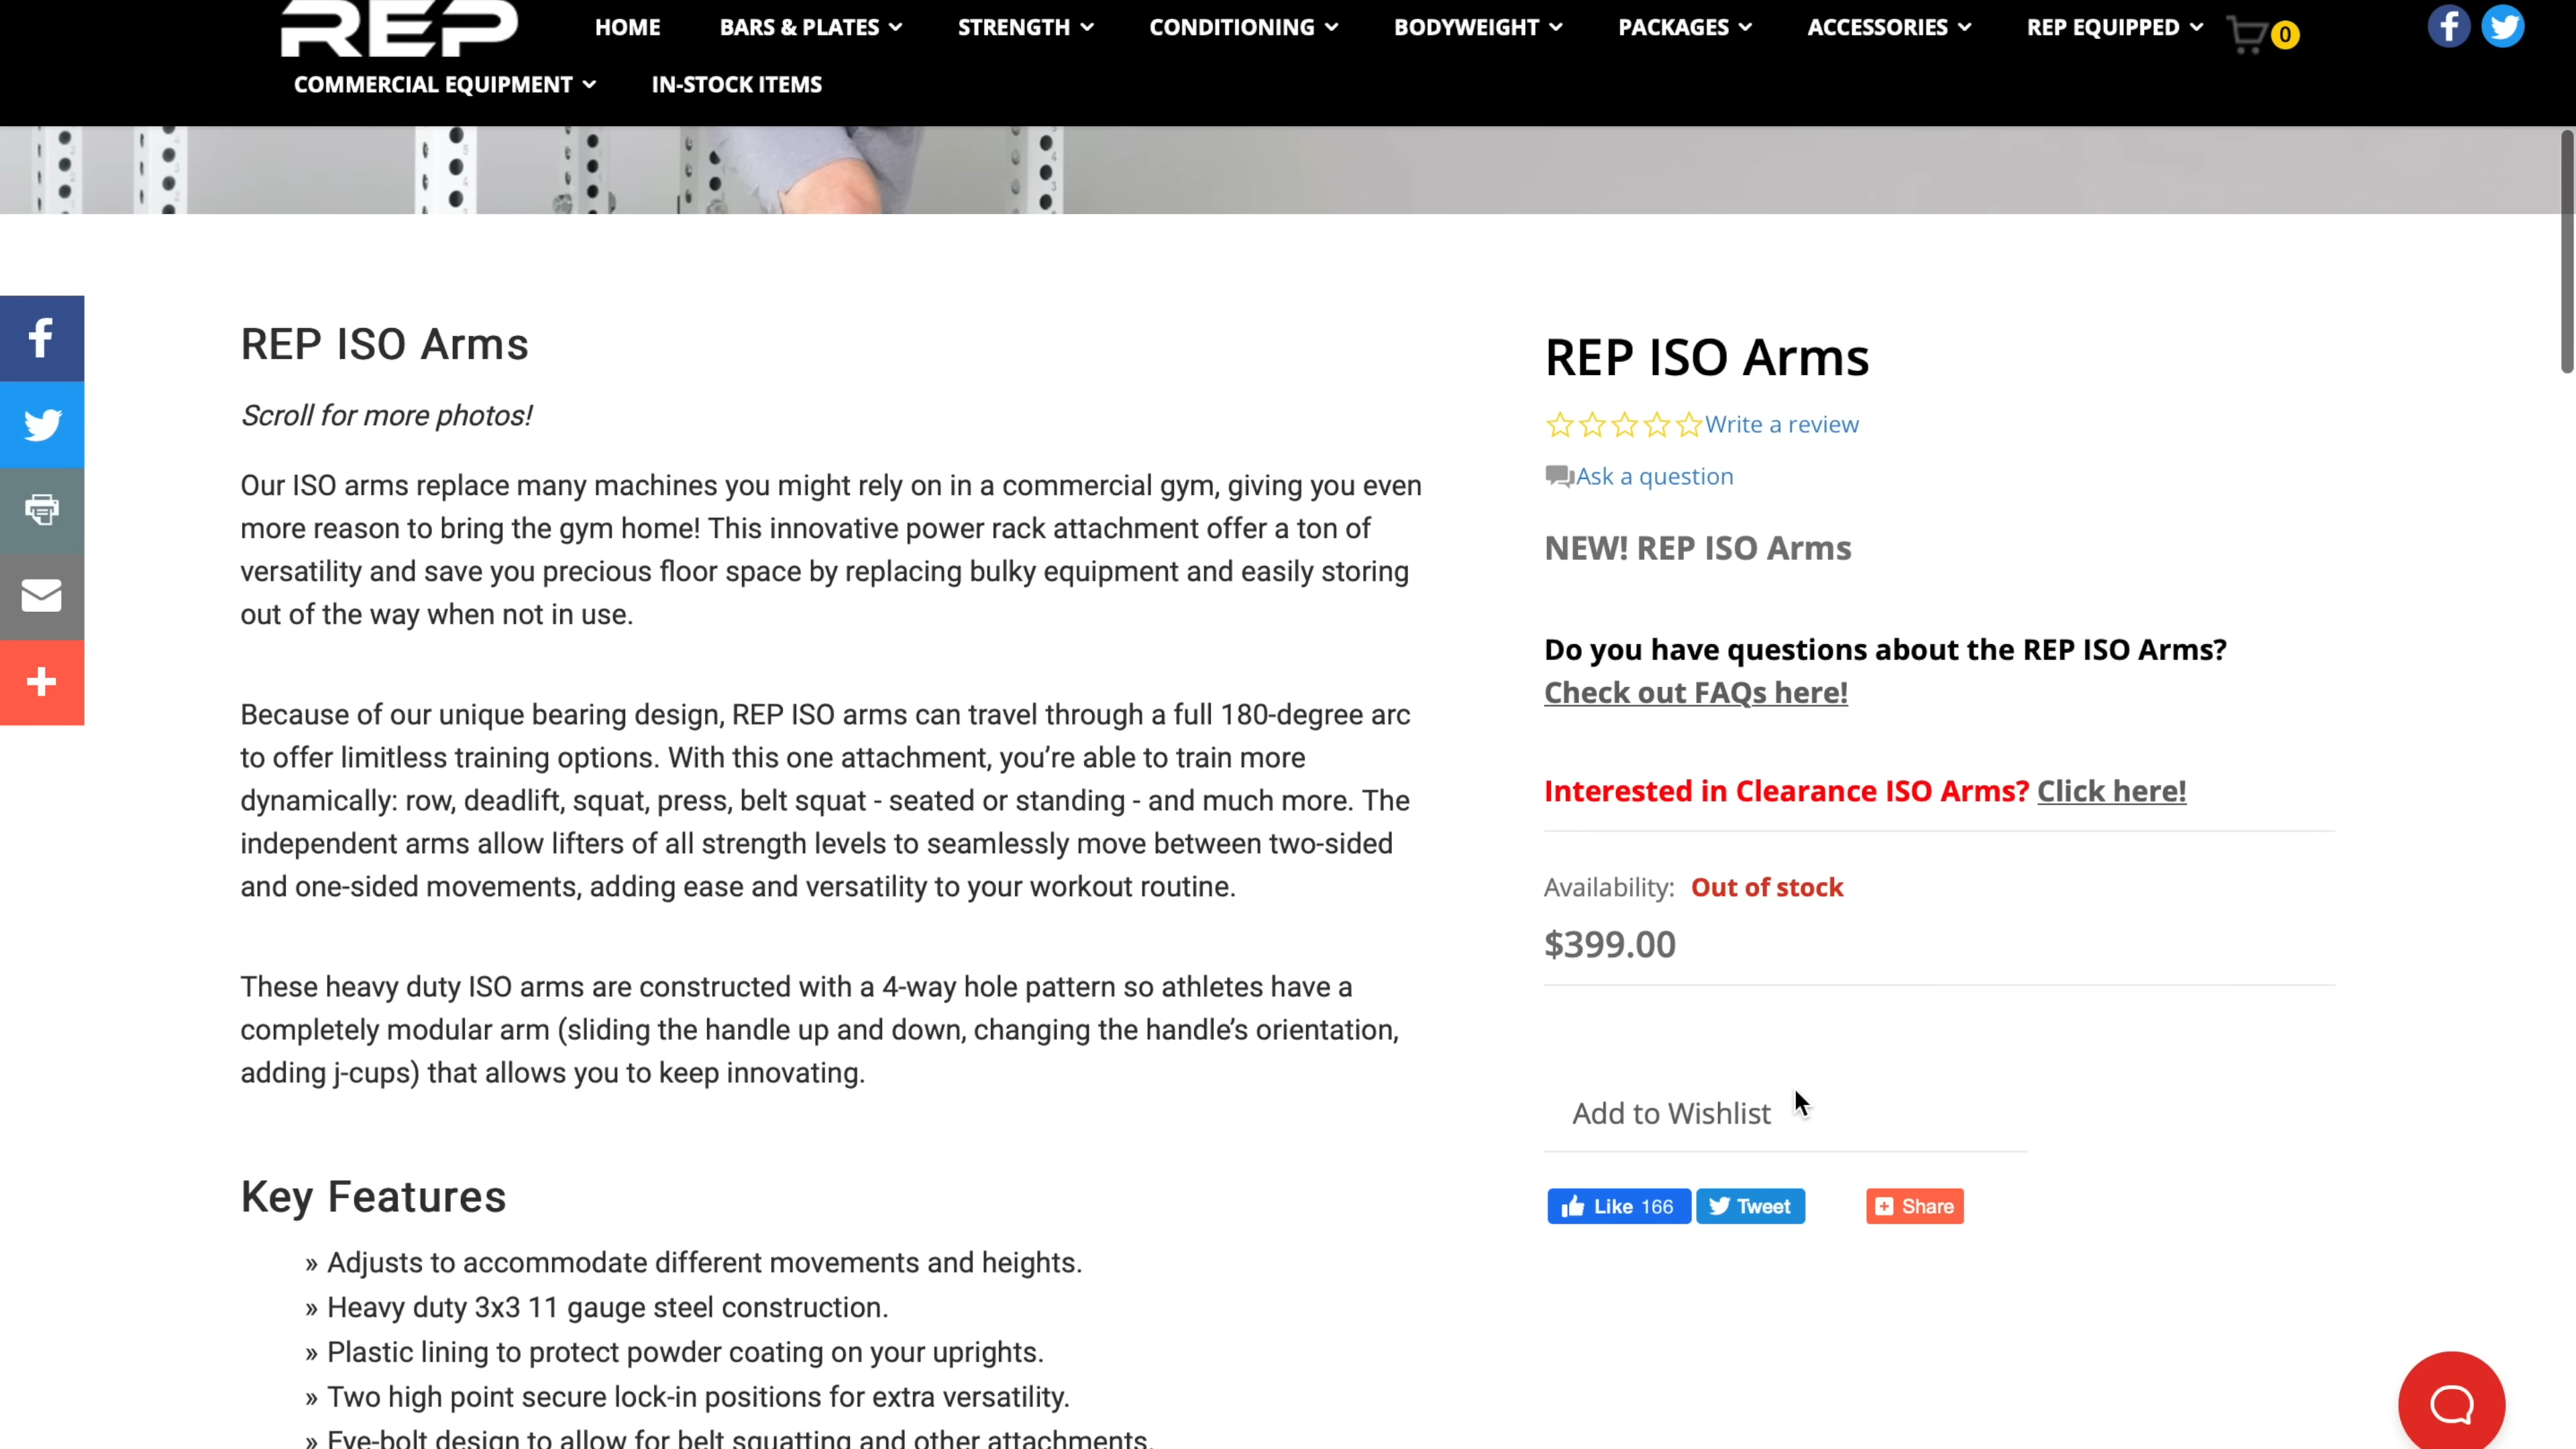 REP
HOME
BARS & PLATES
STRENGTH
CONDITIONING
BODYWEIGHT
PACKAGES
ACCESSORIES
REP EQUIPPED
0
COMMERCIAL EQUIPMENT
IN-STOCK ITEMS
REP ISO Arms
Scroll for more photos!
Our ISO arms replace many machines you might rely on in a commercial gym, giving you even
more reason to bring the gym home! This innovative power rack attachment offer a ton of
versatility and save you precious floor space by replacing bulky equipment and easily storing
out of the way when not in use.
Because of our unique bearing design, REP ISO arms can travel through a full 180-degree arc
to offer limitless training options. With this one attachment, you’re able to train more
dynamically: row, deadlift, squat, press, belt squat - seated or standing - and much more. The
independent arms allow lifters of all strength levels to seamlessly move between two-sided
and one-sided movements, adding ease and versatility to your workout routine.
These heavy duty ISO arms are constructed with a 4-way hole pattern so athletes have a
completely modular arm (sliding the handle up and down, changing the handle’s orientation,
adding j-cups) that allows you to keep innovating.
Key Features
» Adjusts to accommodate different movements and heights.
» Heavy duty 3x3 11 gauge steel construction.
» Plastic lining to protect powder coating on your uprights.
» Two high point secure lock-in positions for extra versatility.
» Eye-bolt design to allow for belt squatting and other attachments.
REP ISO Arms
Write a review
Ask a question
NEW! REP ISO Arms
Do you have questions about the REP ISO Arms?
Check out FAQs here!
Interested in Clearance ISO Arms? Click here!
Availability: Out of stock
$399.00
Add to Wishlist
Like 166
Tweet
Share